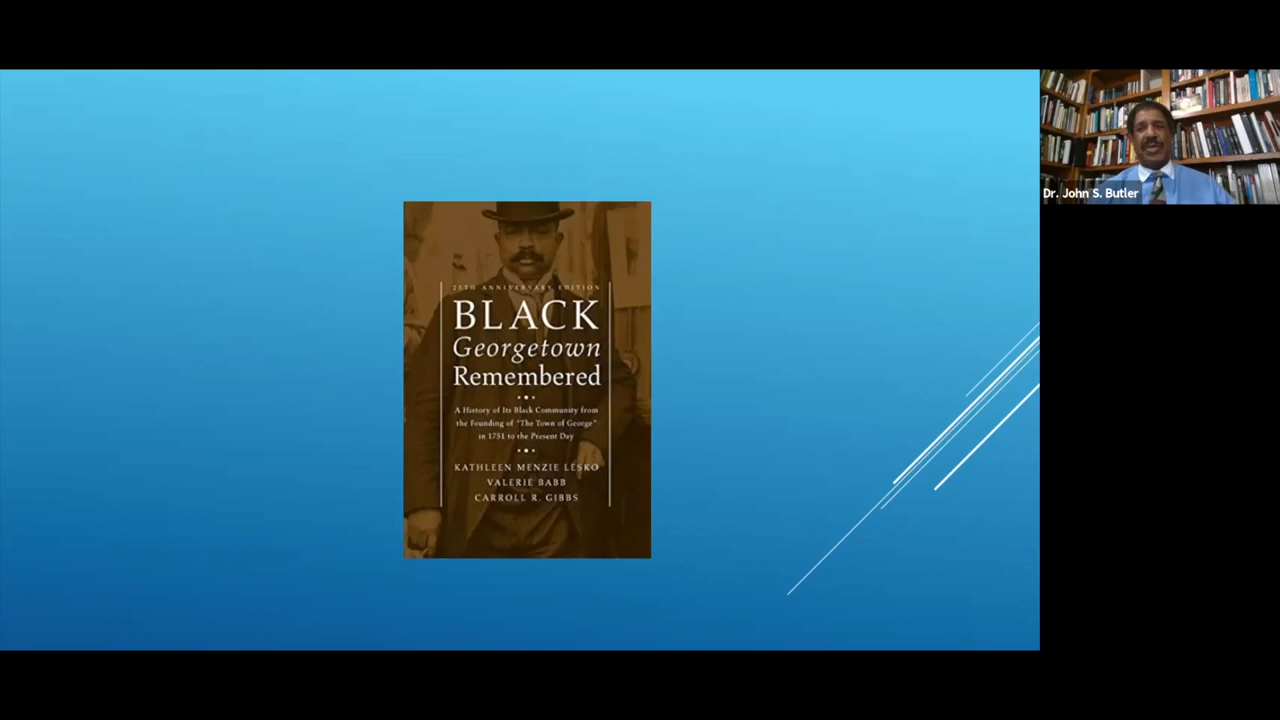 25TH ANNIVERSARY EDITION
BLACK
Georgetown
Remembered
A History of Its Black Community from
the Founding of "The Town of George"
in 1751 to the Present Day
KATHLEEN MENZIE LESKO
VALERIE BABB
CARROLL R. GIBBS
Dr. John S. Butler